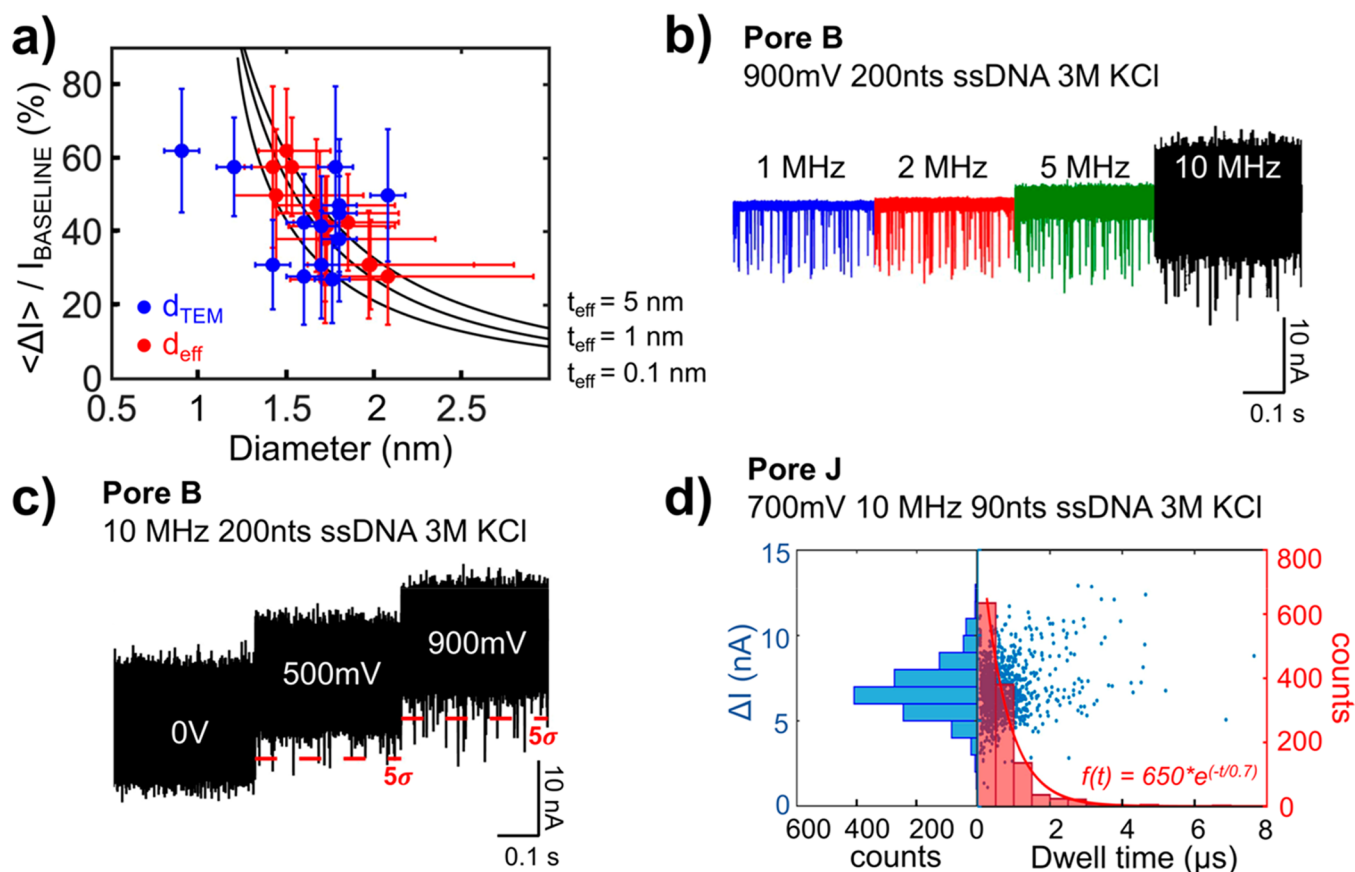 a)
<ΔI> / I_BASELINE (%)
80
60
40
20
0
d_TEM
d_eff
0.5 1 1.5 2 2.5
Diameter (nm)
t_eff = 5 nm
t_eff = 1 nm
t_eff = 0.1 nm
b)
Pore B
900mV 200nts ssDNA 3M KCl
1 MHz 2 MHz 5 MHz 10 MHz
10 nA
0.1 s
c)
Pore B
10 MHz 200nts ssDNA 3M KCl
0V
500mV
900mV
5σ
5σ
10 nA
0.1 s
d)
Pore J
700mV 10 MHz 90nts ssDNA 3M KCl
ΔI (nA)
15
10
5
0
600 400 200 0 2 4 6 8
counts
Dwell time (μs)
800
600
400
200
0
counts
f(t) = 650*e^(-t/0.7)